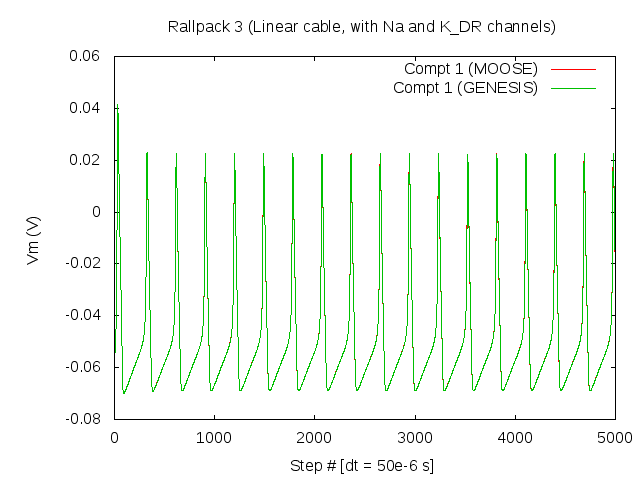 Rallpack 3 (Linear cable, with Na and K_DR channels)
Compt 1 (MOOSE)
Compt 1 (GENESIS)
0.06
0.04
0.02
0
-0.02
-0.04
-0.06
-0.08
Vm (V)
0 1000 2000 3000 4000 5000
Step # [dt = 50e-6 s]